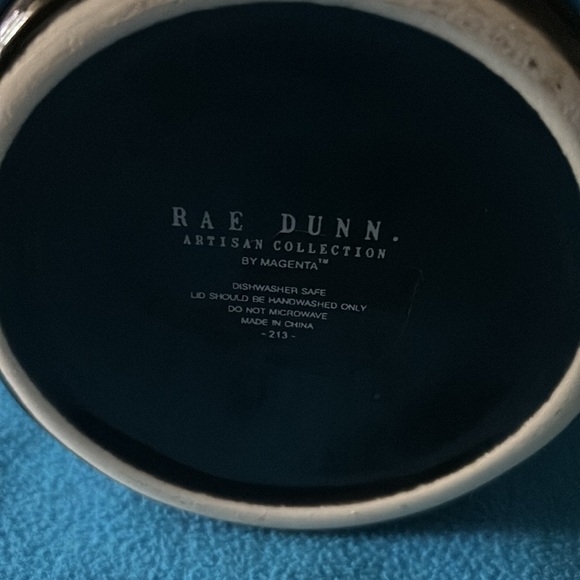 RAE DUNN.
ARTISAN COLLECTION
BY MAGENTA™
DISHWASHER SAFE
LID SHOULD BE HANDWASHED ONLY
DO NOT MICROWAVE
MADE IN CHINA
- 213 -